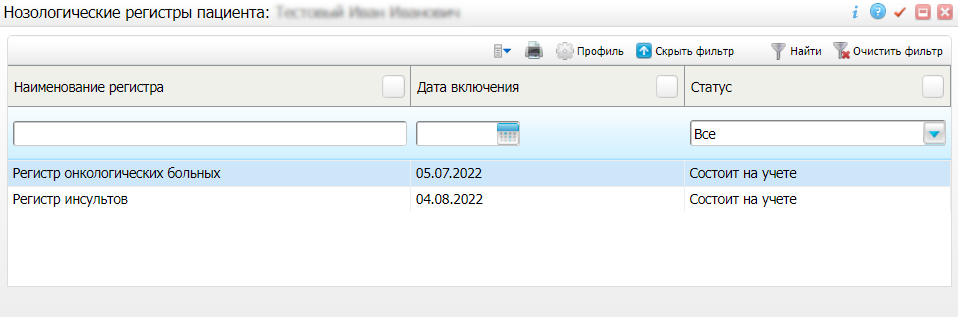 Нозологические регистры пациента:
Профиль Скрыть фильтр Найти Очистить фильтр
Наименование регистра Дата включения Статус
Все
Регистр онкологических больных 05.07.2022 Состоит на учете
Регистр инсультов 04.08.2022 Состоит на учете